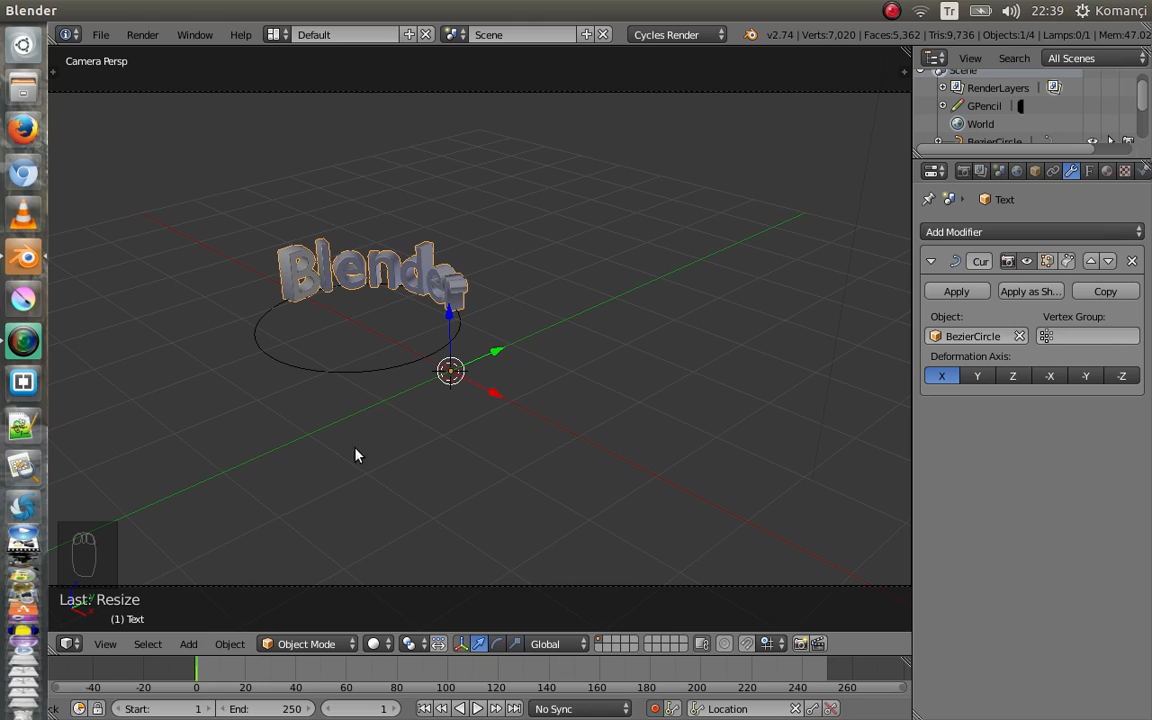 Blender
Tr
22:39
Komançi
File
Render
Window
Help
Default
Scene
Cycles Render
v2.74 | Verts:7,020 | Faces:5,362 | Tris:9,736 | Objects:1/4 | Lamps:0/1 | Mem:47.02
Camera Persp
View
Search
All Scenes
Scene
RenderLayers
GPencil
World
BezierCircle
Text
Add Modifier
Cur
Apply
Apply as Sh...
Copy
Object:
Vertex Group:
BezierCircle
Deformation Axis:
X
Y
Z
-X
-Y
-Z
Blender
Last: Resize
(1) Text
View
Select
Add
Object
Object Mode
Global
-40
-20
0
20
40
60
80
100
120
140
160
180
200
220
240
260
ck
Start:
1
End:
250
1
No Sync
Location